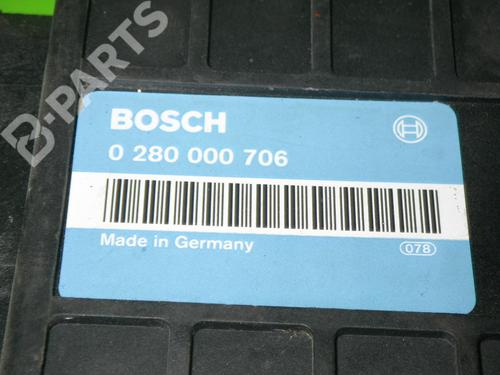 B-PARTS
BOSCH
0 280 000 706
Made in Germany
078